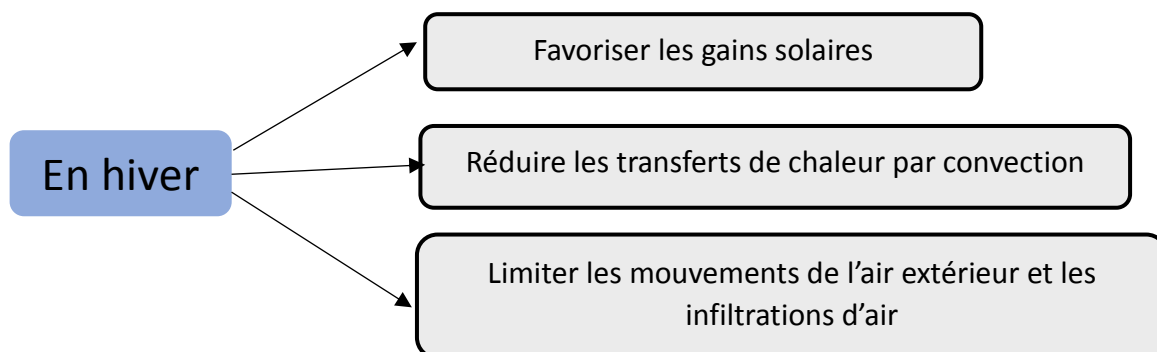 Favoriser les gains solaires
En hiver
Réduire les transferts de chaleur par convection
Limiter les mouvements de l’air extérieur et les
infiltrations d’air